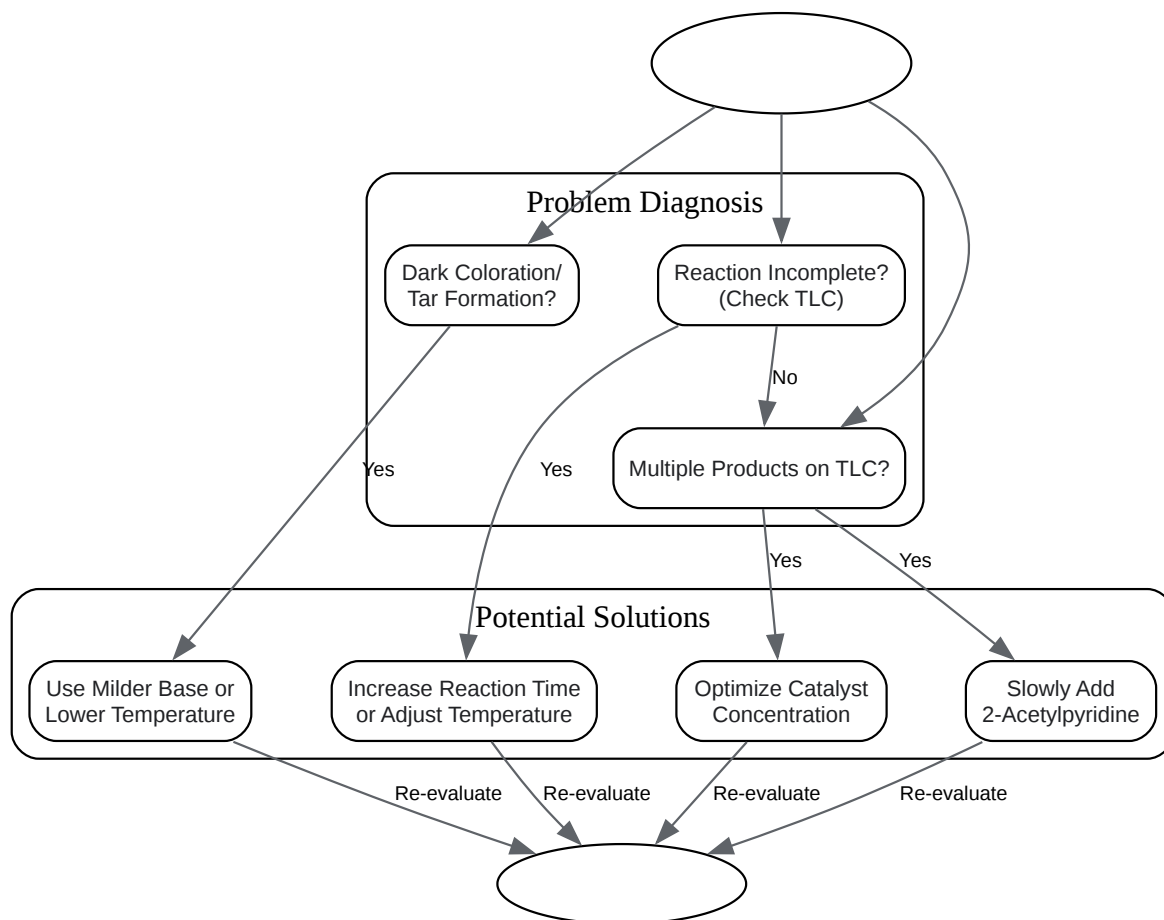 Problem Diagnosis
Dark Coloration/
Tar Formation?
Reaction Incomplete?
(Check TLC)
No
Multiple Products on TLC?
Yes
Yes
Yes
Yes
Potential Solutions
Use Milder Base or
Lower Temperature
Increase Reaction Time
or Adjust Temperature
Optimize Catalyst
Concentration
Slowly Add
2-Acetylpyridine
Re-evaluate
Re-evaluate
Re-evaluate
Re-evaluate